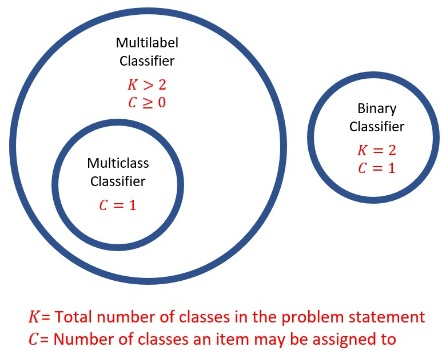 Multilabel
Classifier
K > 2
C ≥ 0
Multiclass
Classifier
C = 1
Binary
Classifier
K = 2
C = 1
K= Total number of classes in the problem statement
C= Number of classes an item may be assigned to